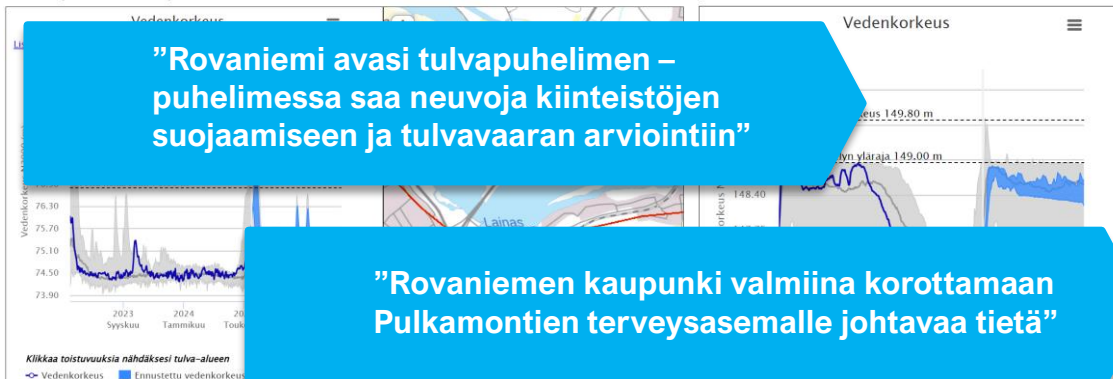 Vedenkorkeus
Vedenkorkeus
”Rovaniemi avasi tulvapuhelimen –
puhelimessa saa neuvoja kiinteistöjen
suojaamiseen ja tulvavaaran arviointiin”
149.80 m
yläraja 149.00 m
148.40
76.30
75.70
75.10
74.50
73.90
Vedenkorkeus
Lainas
2023
Syyskuu
2024
Tammikuu
”Rovaniemen kaupunki valmiina korottamaan
Pulkamontien terveysasemalle johtavaa tietä”
Klikkaa toistuvuuksia nähdäksesi tulva-alueen
Vedenkorkeus
Ennustettu vedenkorkeus